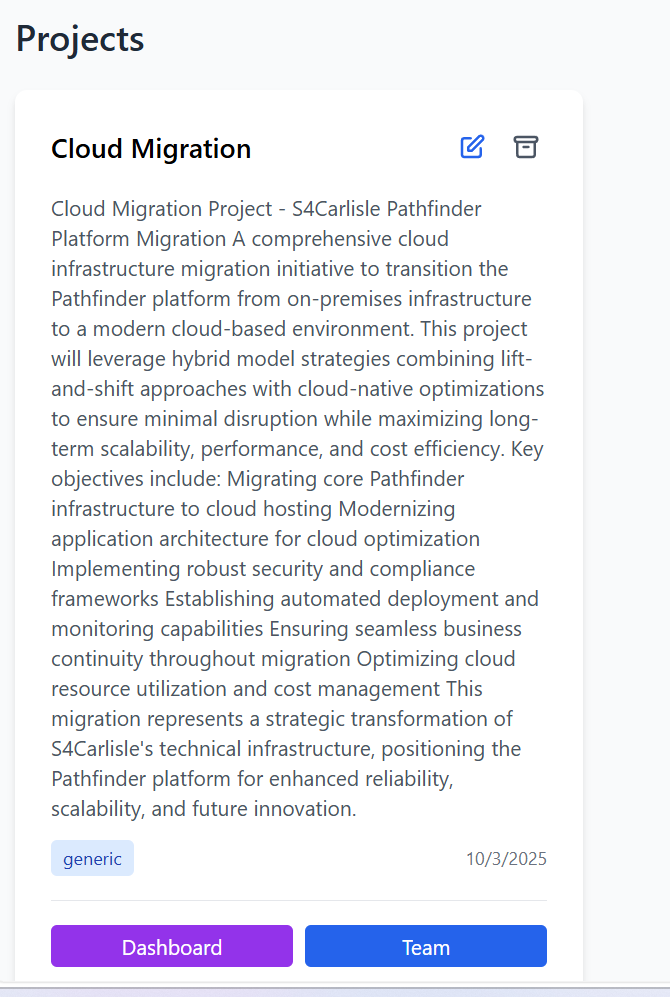 Projects
Cloud Migration
Cloud Migration Project - S4Carlisle Pathfinder
Platform Migration A comprehensive cloud
infrastructure migration initiative to transition the
Pathfinder platform from on-premises infrastructure
to a modern cloud-based environment. This project
will leverage hybrid model strategies combining lift-
and-shift approaches with cloud-native optimizations
to ensure minimal disruption while maximizing long-
term scalability, performance, and cost efficiency. Key
objectives include: Migrating core Pathfinder
infrastructure to cloud hosting Modernizing
application architecture for cloud optimization
Implementing robust security and compliance
frameworks Establishing automated deployment and
monitoring capabilities Ensuring seamless business
continuity throughout migration Optimizing cloud
resource utilization and cost management This
migration represents a strategic transformation of
S4Carlisle's technical infrastructure, positioning the
Pathfinder platform for enhanced reliability,
scalability, and future innovation.
generic 10/3/2025
Dashboard Team